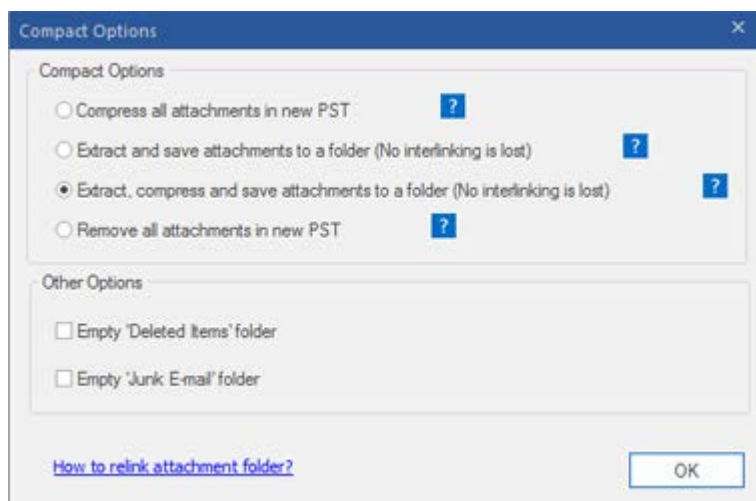 Compact Options
Compact Options
Compress all attachments in new PST ?
Extract and save attachments to a folder (No interlinking is lost) ?
Extract, compress and save attachments to a folder (No interlinking is lost) ?
Remove all attachments in new PST ?
Other Options
Empty 'Deleted Items' folder
Empty 'Junk E-mail' folder
How to relink attachment folder?
OK